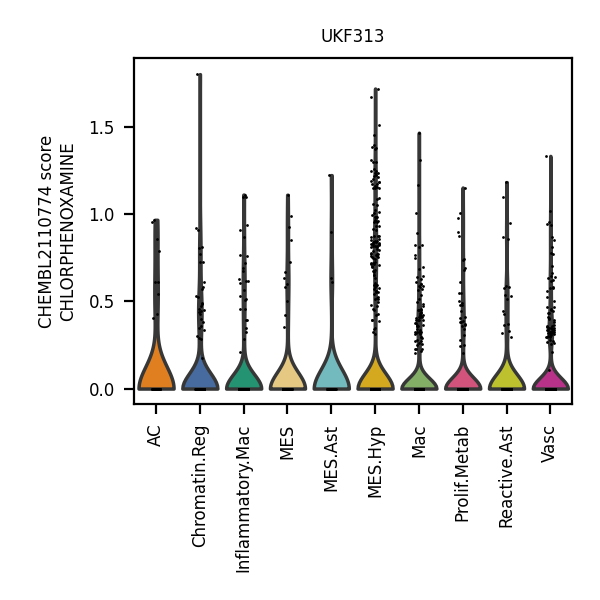 UKF313
CHEMBL2110774 score
CHLORPHENOXAMINE
1.5
1.0
0.5
0.0
AC
Chromatin.Reg
Inflammatory.Mac
MES
MES.Ast
MES.Hyp
Mac
Prolif.Metab
Reactive.Ast
Vasc